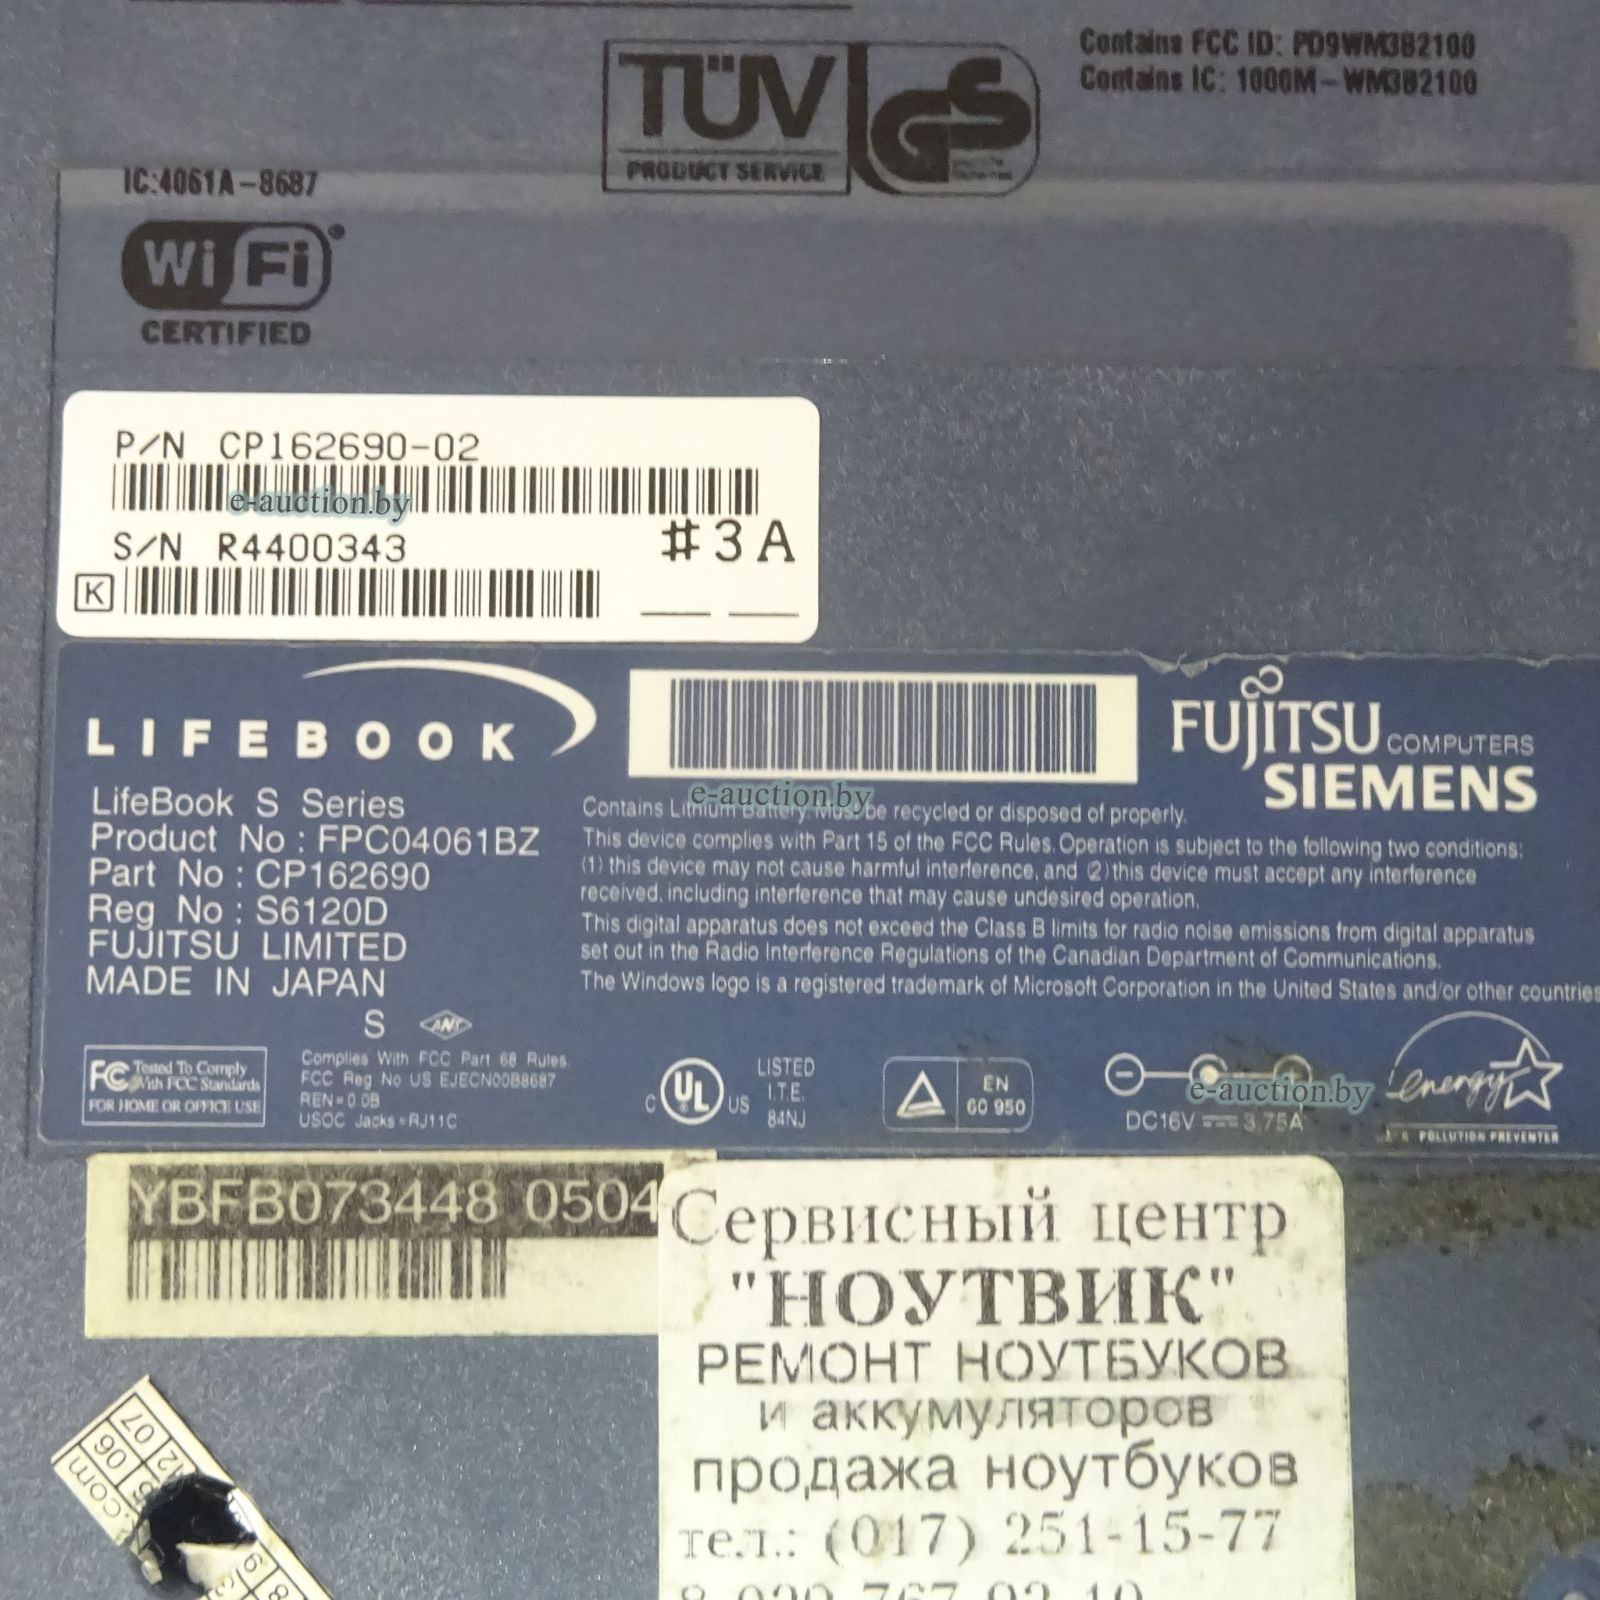 Contains FCC ID: PD9WM3B2100
Contains IC: 1000M-WM3B2100
TÜV
PRODUCT SERVICE
GS
IC:4061A-8687
Wi Fi
CERTIFIED
P/N CP162690-02
e-auction.by
S/N R4400343
#3A
K
LIFEBOOK
FUJITSU COMPUTERS
SIEMENS
LifeBook S Series
Product No : FPC04061BZ
Part No : CP162690
Reg No : S6120D
FUJITSU LIMITED
MADE IN JAPAN
S
e-auction.by
Contains Lithium Battery. Must be recycled or disposed of properly.
This device complies with Part 15 of the FCC Rules. Operation is subject to the following two conditions:
(1) this device may not cause harmful interference, and (2) this device must accept any interference
received, including interference that may cause undesired operation.
This digital apparatus does not exceed the Class B limits for radio noise emissions from digital apparatus
set out in the Radio Interference Regulations of the Canadian Department of Communications.
The Windows logo is a registered trademark of Microsoft Corporation in the United States and/or other countries
FC Tested To Comply
With FCC Standards
FOR HOME OR OFFICE USE
Complies With FCC Part 68 Rules.
FCC Reg No US EJECN00B8687
REN=0.0B
USOC Jacks=RJ11C
C UL US
LISTED
I.T.E.
84NJ
EN
60 950
DC16V 3.75A
e-auction.by
energy
POLLUTION PREVENTER
YBFB073448 0504
Сервисный центр
"НОУТВИК"
РЕМОНТ НОУТБУКОВ
и аккумуляторов
продажа ноутбуков
тел.: (017) 251-15-77
.com
06
07
12